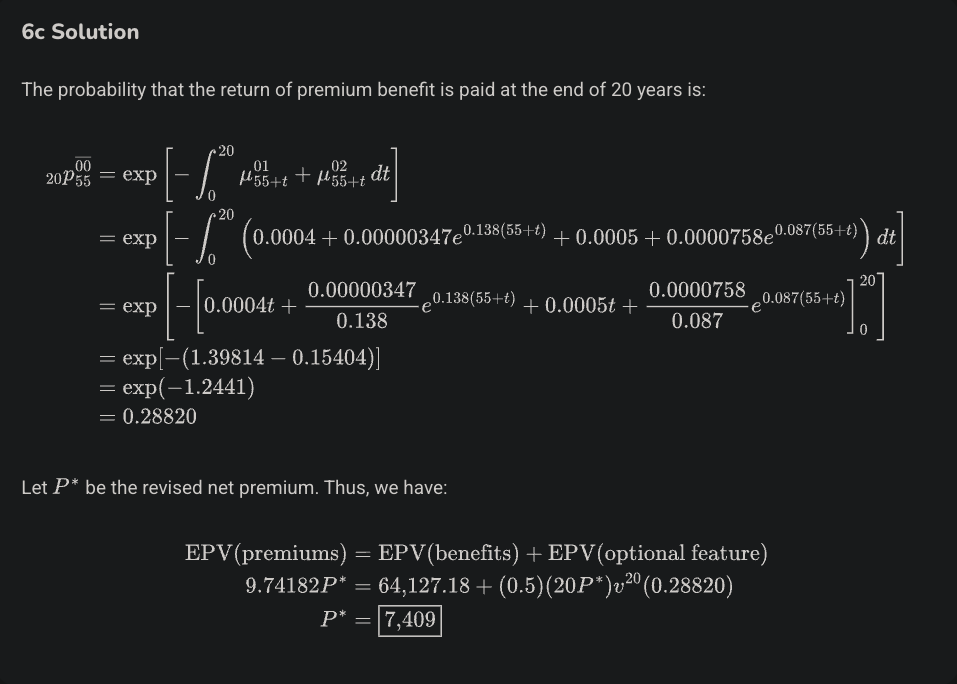 6c Solution
The probability that the return of premium benefit is paid at the end of 20 years is:
$_{20}p_{55}^{\overline{00}} = \exp\left[-\int_0^{20} \mu_{55+t}^{01} + \mu_{55+t}^{02}\, dt\right]$
$= \exp\left[-\int_0^{20} \left(0.0004 + 0.00000347e^{0.138(55+t)} + 0.0005 + 0.0000758e^{0.087(55+t)}\right) dt\right]$
$= \exp\left[-\left[0.0004t + \frac{0.00000347}{0.138}e^{0.138(55+t)} + 0.0005t + \frac{0.0000758}{0.087}e^{0.087(55+t)}\right]_0^{20}\right]$
$= \exp[-(1.39814 - 0.15404)]$
$= \exp(-1.2441)$
$= 0.28820$
Let $P^*$ be the revised net premium. Thus, we have:
EPV(premiums) = EPV(benefits) + EPV(optional feature)
$9.74182P^* = 64,127.18 + (0.5)(20P^*)v^{20}(0.28820)$
$P^* = \boxed{7,409}$